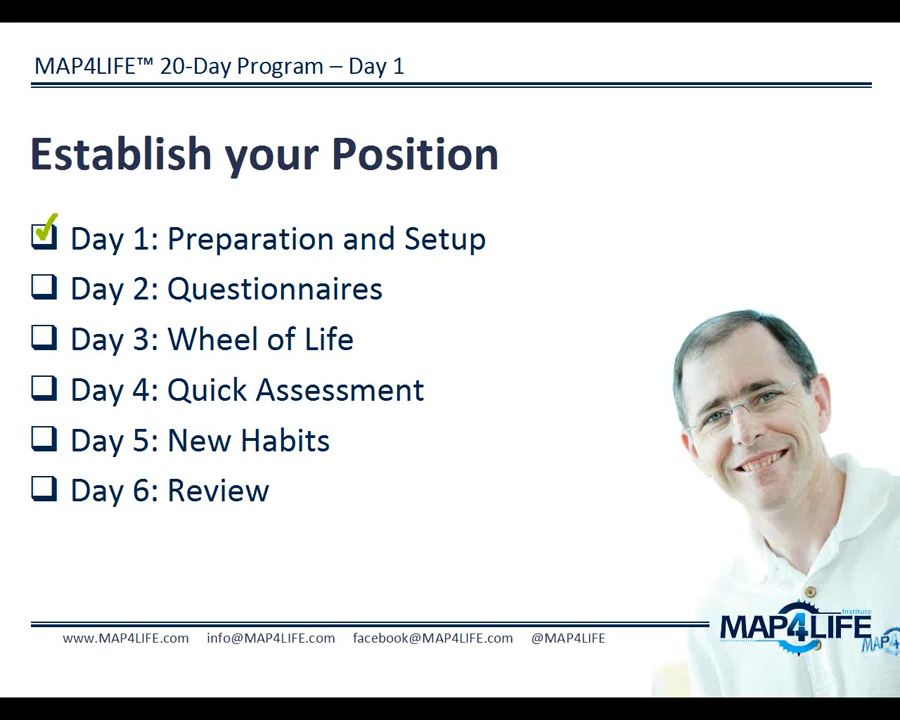 MAP4LIFE™ 20-Day Program – Day 1
Establish your Position
Day 1: Preparation and Setup
Day 2: Questionnaires
Day 3: Wheel of Life
Day 4: Quick Assessment
Day 5: New Habits
Day 6: Review
www.MAP4LIFE.com info@MAP4LIFE.com facebook@MAP4LIFE.com @MAP4LIFE
Institute
MAP4LIFE
MAP4